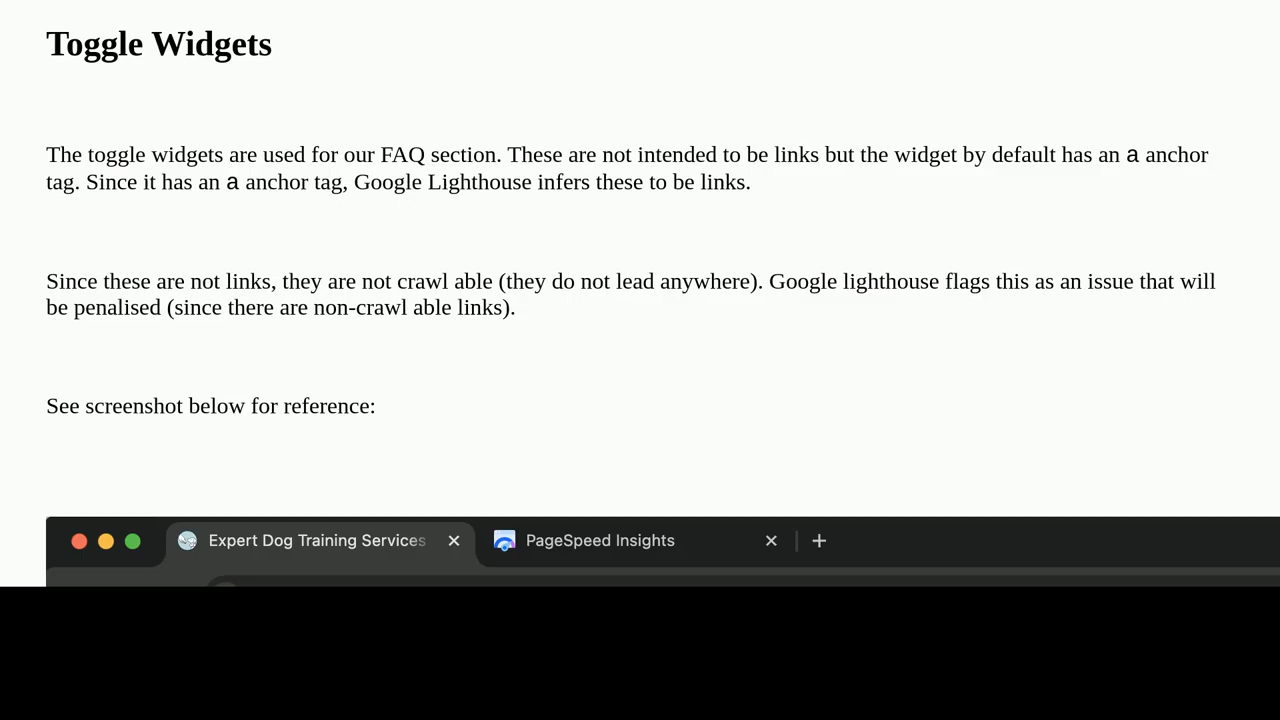 Toggle Widgets
The toggle widgets are used for our FAQ section. These are not intended to be links but the widget by default has an a anchor
tag. Since it has an a anchor tag, Google Lighthouse infers these to be links.
Since these are not links, they are not crawl able (they do not lead anywhere). Google lighthouse flags this as an issue that will
be penalised (since there are non-crawl able links).
See screenshot below for reference:
Expert Dog Training Services PageSpeed Insights